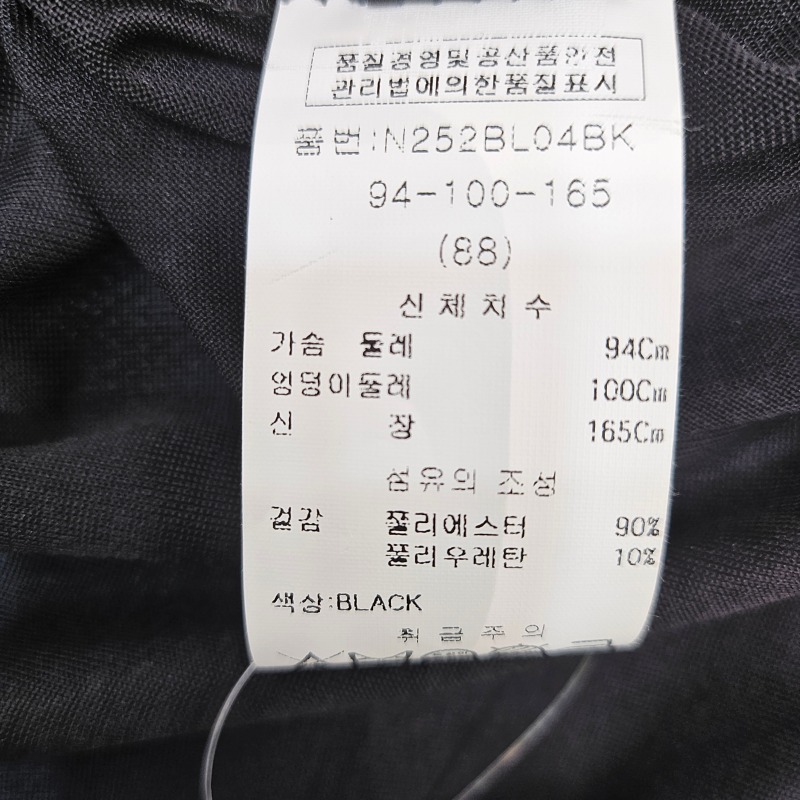 품질경영및공산품안전
관리법에의한품질표시
품번:N252BL04BK
94-100-165
(88)
신체치수
가슴 둘레 94Cm
엉덩이둘레 100Cm
신 장 165Cm
섬유의 조성
겉감 폴리에스터 90%
폴리우레탄 10%
색상:BLACK
취급주의